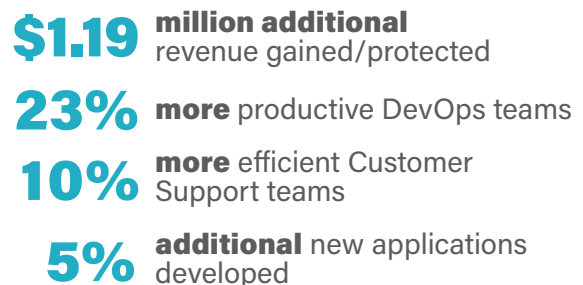 $1.19 million additional
revenue gained/protected
23% more productive DevOps teams
10% more efficient Customer
Support teams
5% additional new applications
developed